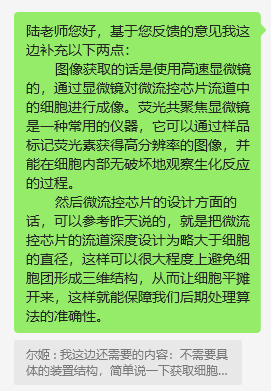 陆老师您好，基于您反馈的意见我这
边补充以下两点：
图像获取的话是使用高速显微镜
的，通过显微镜对微流控芯片流道中
的细胞进行成像。荧光共聚焦显微镜
是一种常用的仪器，它可以通过样品
标记荧光素获得高分辨率的图像，并
能在细胞内部无破坏地观察生化反应
的过程。
然后微流控芯片的设计方面的
话，可以参考昨天说的，就是把微流
控芯片的流道深度设计为略大于细胞
的直径，这样可以很大程度上避免细
胞团形成三维结构，从而让细胞平摊
开来，这样就能保障我们后期处理算
法的准确性。
尔姬：我这边还需要的内容：不需要具
体的装置结构，简单说一下获取细胞...